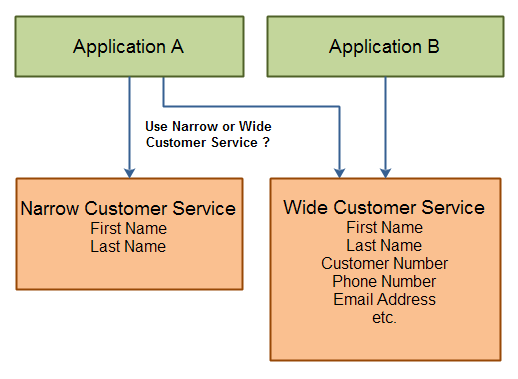 Application A
Application B
Use Narrow or Wide
Customer Service ?
Narrow Customer Service
First Name
Last Name
Wide Customer Service
First Name
Last Name
Customer Number
Phone Number
Email Address
etc.